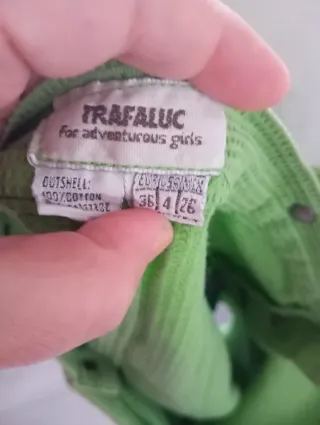 TRAFALUC
For adventurous girls
OUTSHELL:
100%COTTON
EUR USA MEX
36 4 26